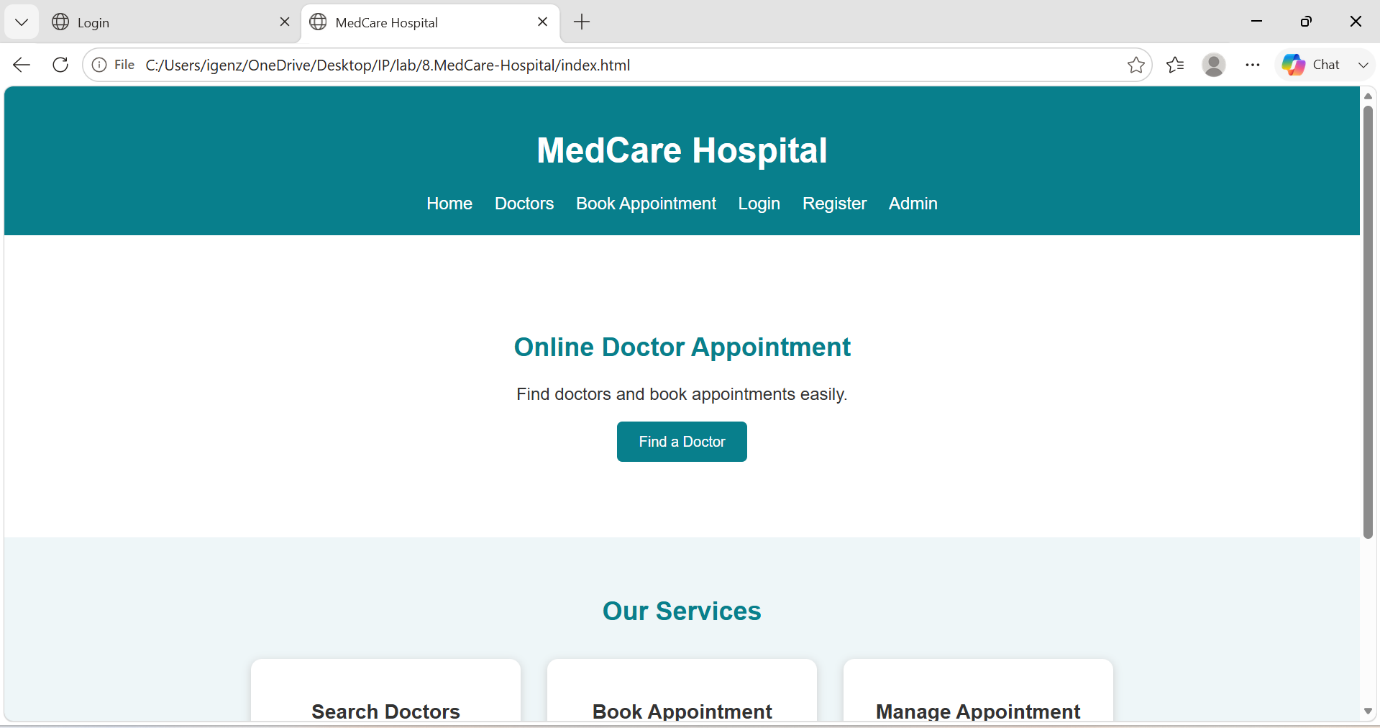 Login
MedCare Hospital
File C:/Users/igenz/OneDrive/Desktop/IP/lab/8.MedCare-Hospital/index.html
Chat
MedCare Hospital
Home Doctors Book Appointment Login Register Admin
Online Doctor Appointment
Find doctors and book appointments easily.
Find a Doctor
Our Services
Search Doctors
Book Appointment
Manage Appointment